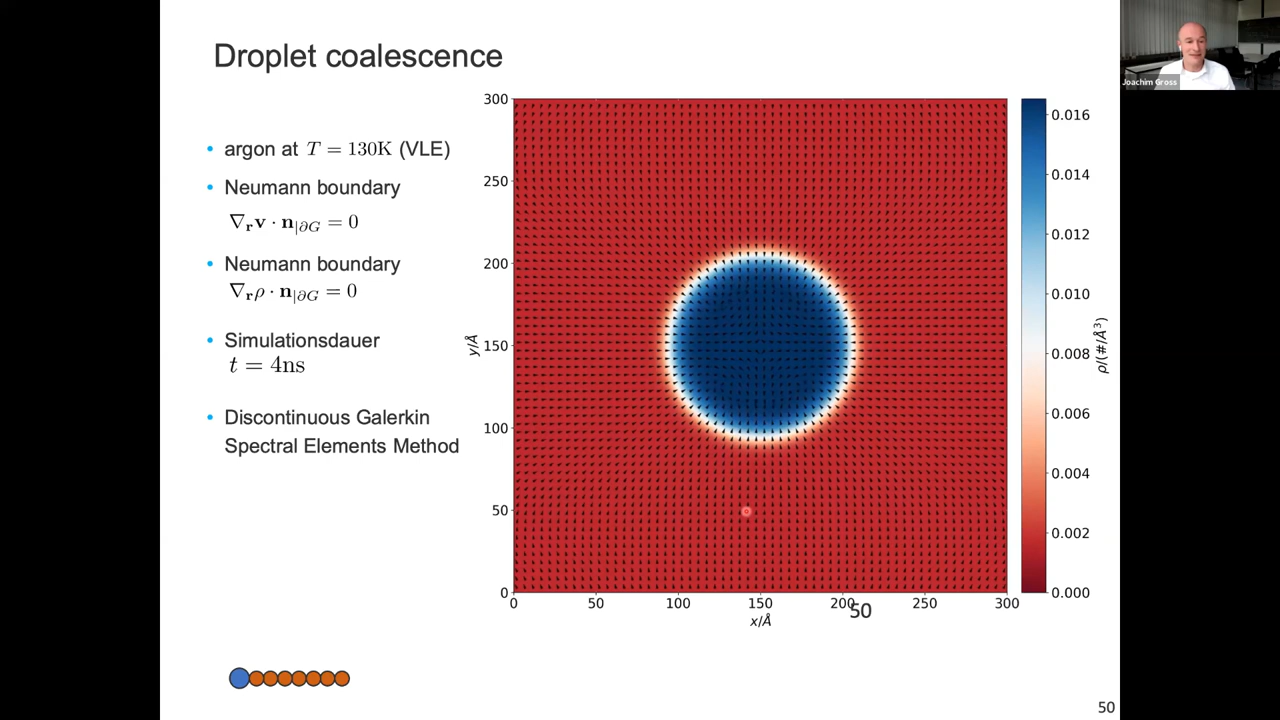 Droplet coalescence
Joachim Gross
argon at T = 130K (VLE)
Neumann boundary
∇ᵣv · n|∂G = 0
Neumann boundary
∇ᵣρ · n|∂G = 0
Simulationsdauer
t = 4ns
Discontinuous Galerkin
Spectral Elements Method
300
250
200
150
100
50
0
y/Å
0 50 100 150 200 250 300
x/Å
50
0.016
0.014
0.012
0.010
0.008
0.006
0.004
0.002
0.000
ρ/(#/Å³)
50